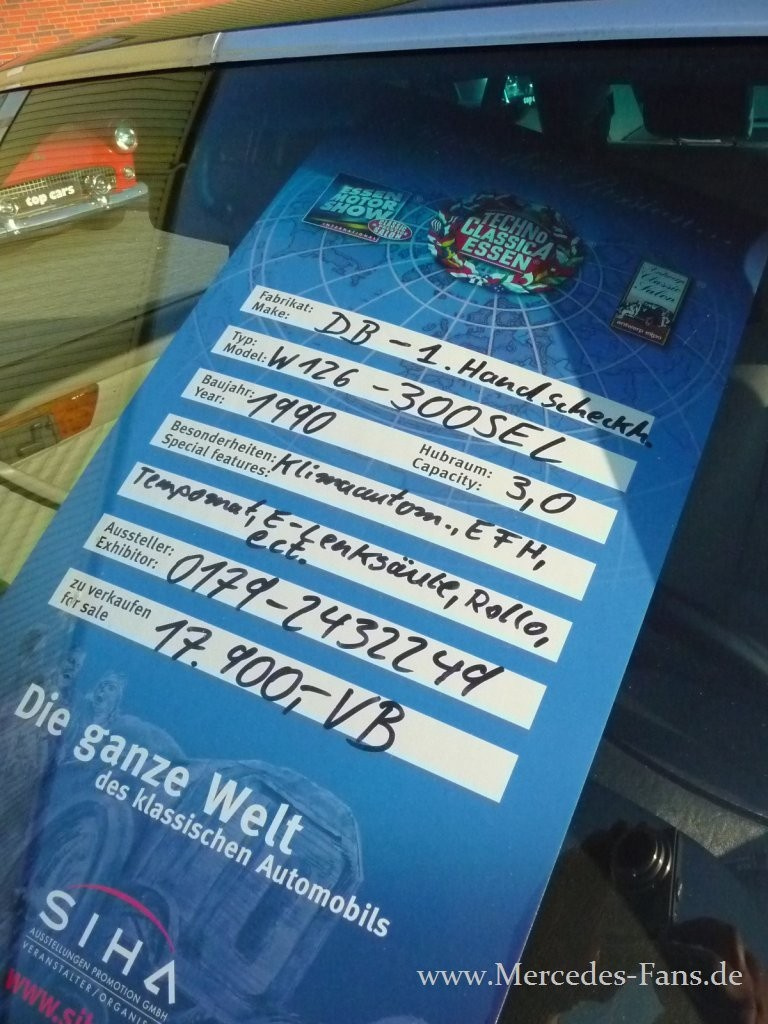 top cars
ESSEN
MOTOR
SHOW
INTERNATIONAL
TECHNO
CLASSICA
ESSEN
Fabrikat: DB - 1. Hand Scheckh.
Make:
Typ: W126 - 300SEL
Model:
Baujahr: 1990 Hubraum: 3,0
Year: Capacity:
Besonderheiten: Klimaautom., EFH,
Special features:
Tempomat, E-Lenksäule, Rollo,
ect.
Aussteller: 0179-2432249
Exhibitor:
zu verkaufen 17.900,- VB
for sale
Die ganze Welt
des klassischen Automobils
SIHA
AUSSTELLUNGEN PROMOTION GMBH
www.Mercedes-Fans.de